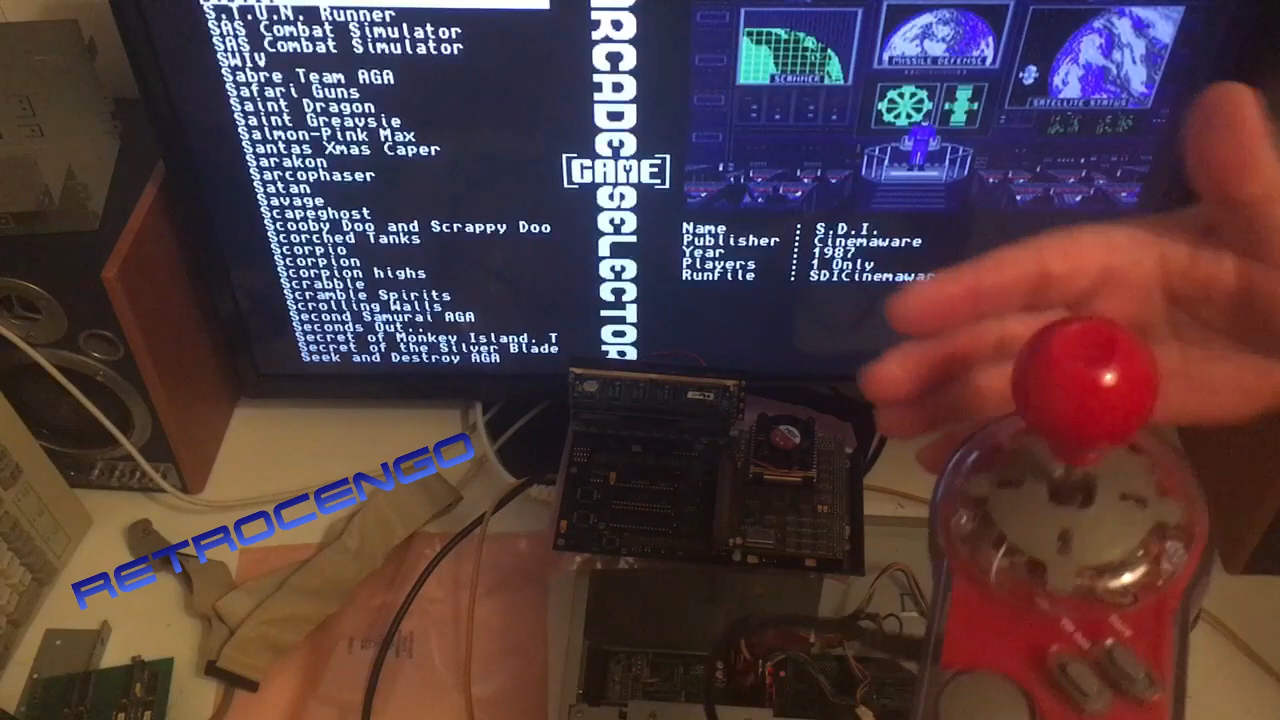 S.T.U.N. Runner
SAS Combat Simulator
SAS Combat Simulator
SWIV
Sabre Team AGA
Safari Guns
Saint Dragon
Saint Greavsie
Salmon-Pink Max
Santas Xmas Caper
Sarakon
Sarcophaser
Satan
Savage
Scapeghost
Scooby Doo and Scrappy Doo
Scorched Tanks
Scorpio
Scorpion
Scorpion highs
Scrabble
Scramble Spirits
Scrolling Walls
Second Samurai AGA
Seconds Out..
Secret of Monkey Island. T
Secret of the Silver Blade
Seek and Destroy AGA
ARCADE
[GAME]
SELECTOR
SCANNER
MISSILE DEFENSE
SATELLITE STATUS
Name : S.D.I.
Publisher : Cinemaware
Year : 1987
Players : 1 Only
Runfile : SDICinemaware
RETROCENGO